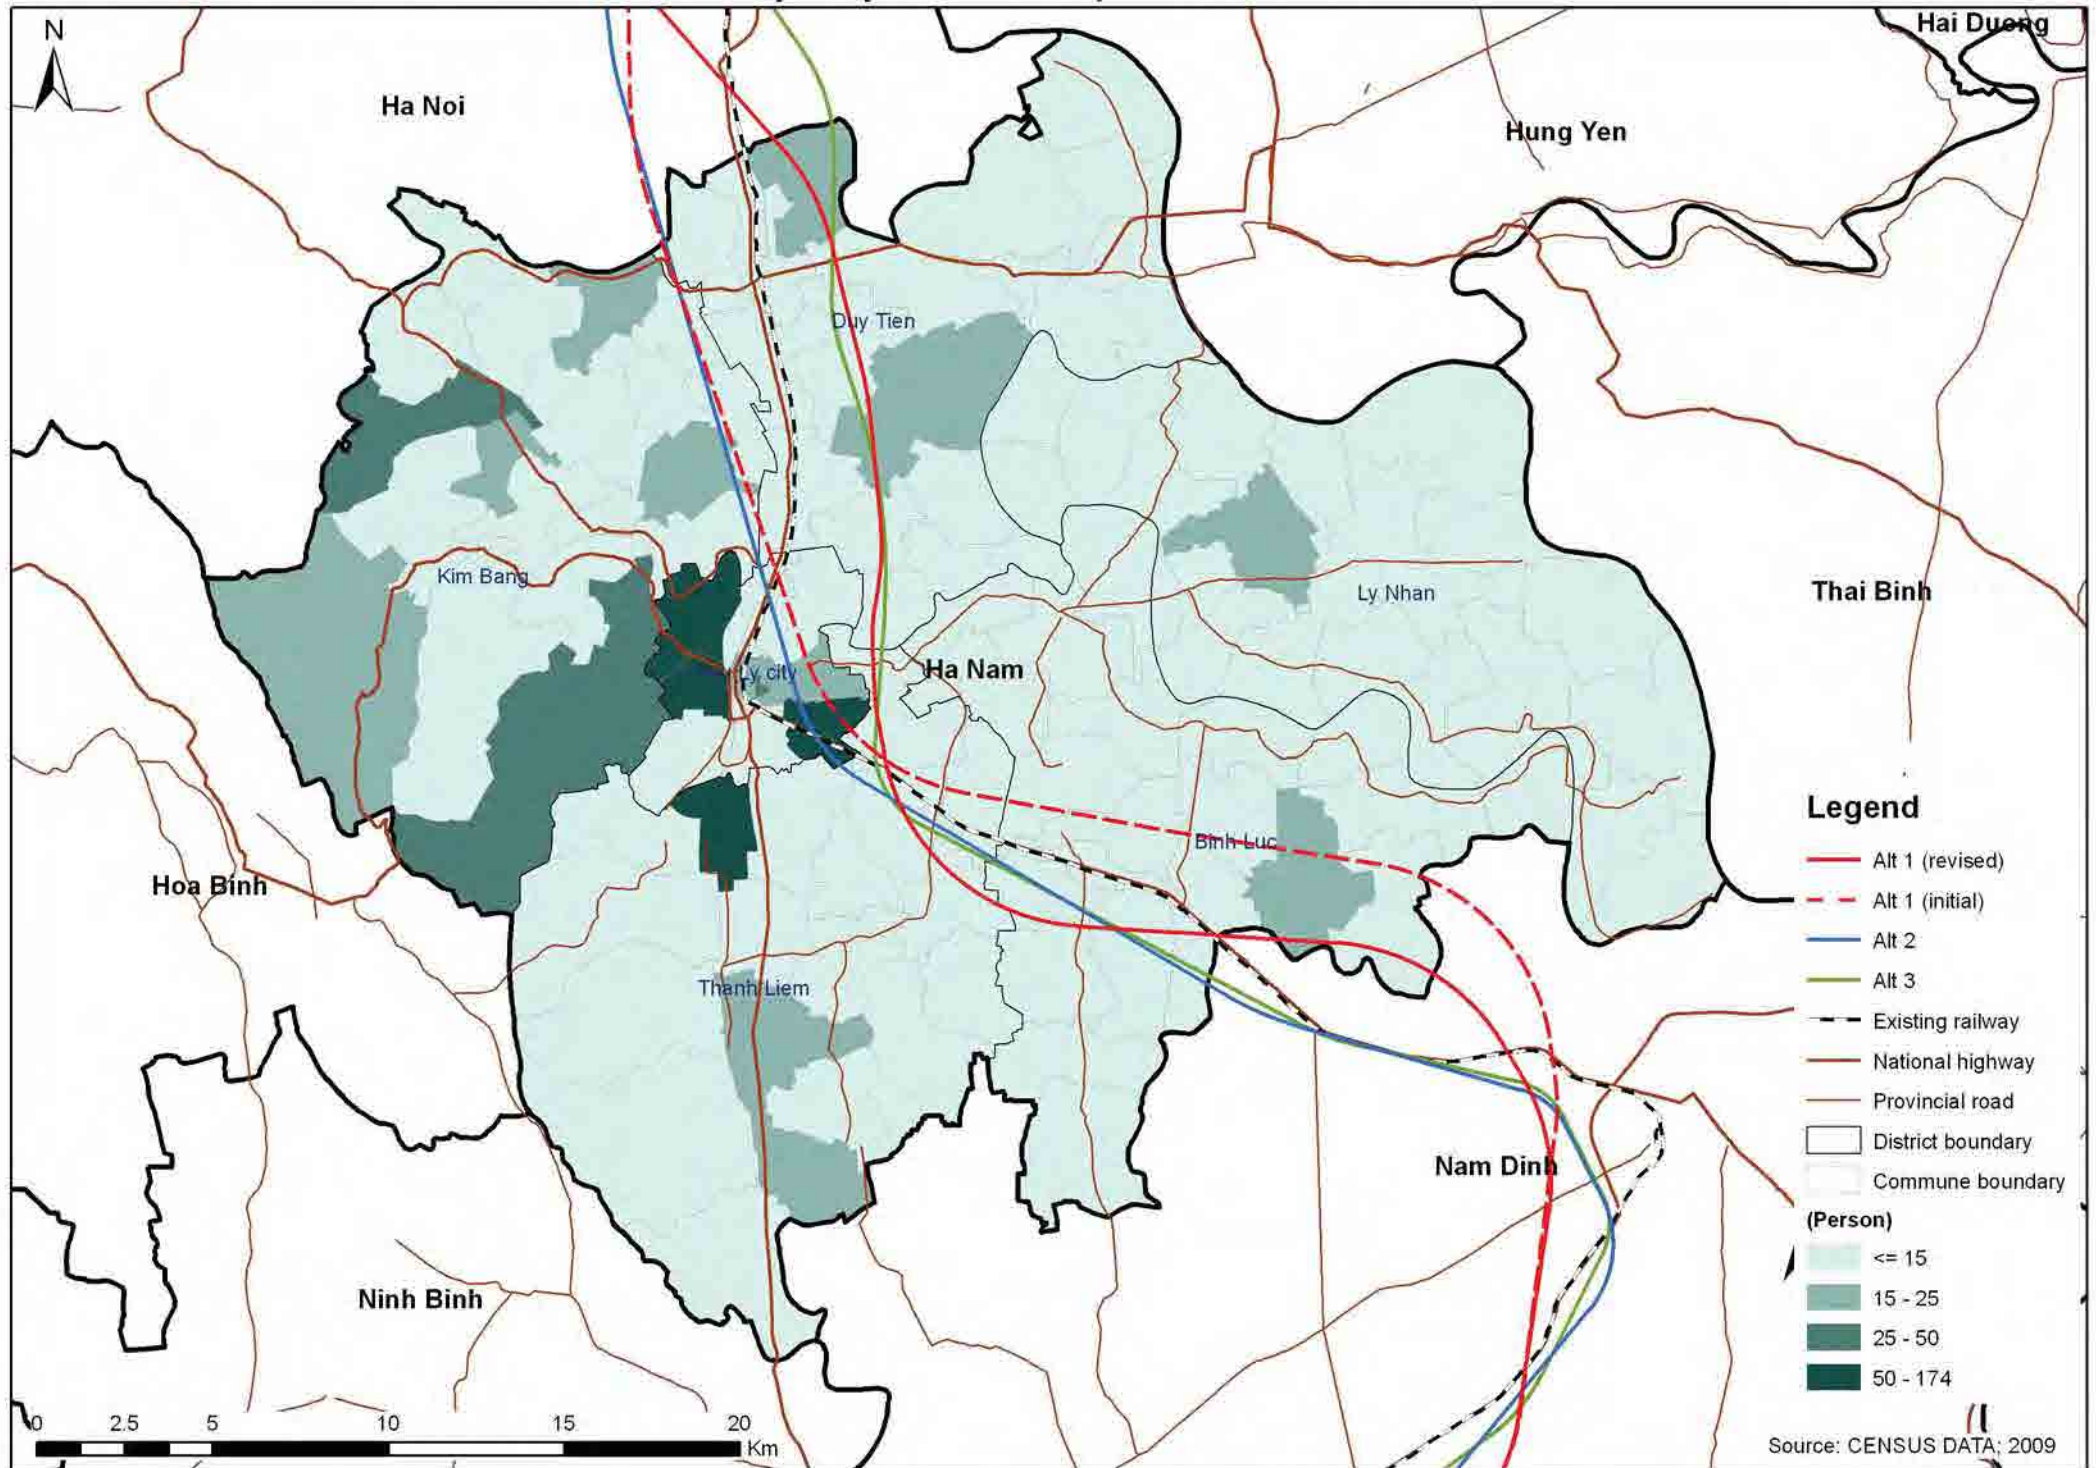 N
Hai Duong
Ha Noi
Hung Yen
Duy Tien
Kim Bang
Ly Nhan
Thai Binh
Ly city
Ha Nam
Binh Luc
Hoa Binh
Thanh Liem
Nam Dinh
Ninh Binh
Legend
Alt 1 (revised)
Alt 1 (initial)
Alt 2
Alt 3
Existing railway
National highway
Provincial road
District boundary
Commune boundary
(Person)
<= 15
15 - 25
25 - 50
50 - 174
0 2.5 5 10 15 20
Km
Source: CENSUS DATA; 2009